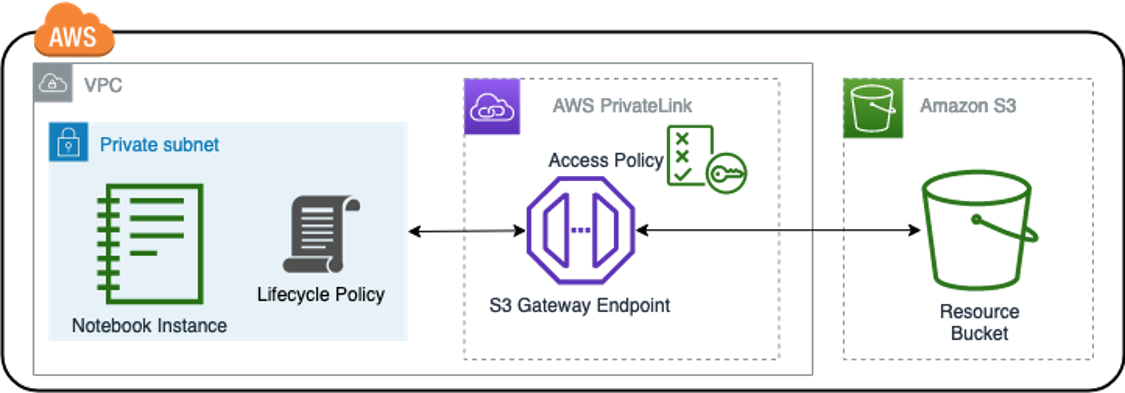 AWS
VPC
Private subnet
Notebook Instance
Lifecycle Policy
AWS PrivateLink
Access Policy
S3 Gateway Endpoint
Amazon S3
Resource
Bucket